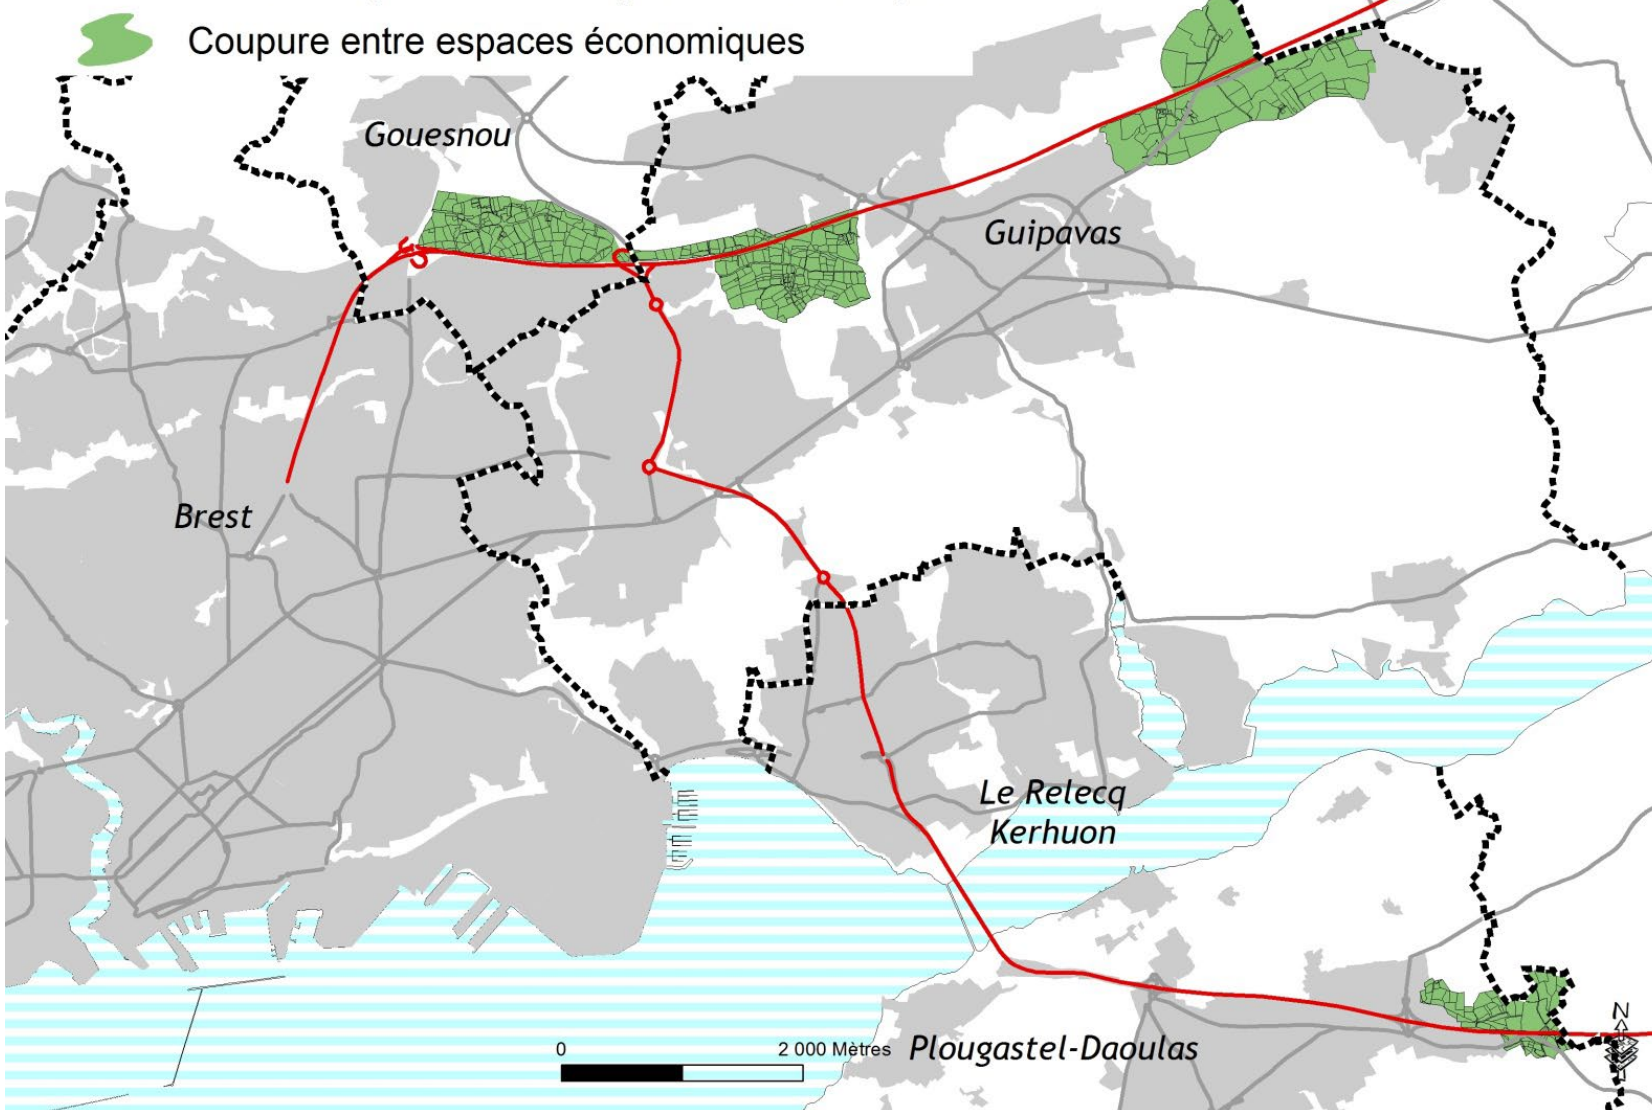 Coupure entre espaces économiques
Gouesnou
Guipavas
Brest
Le Relecq
Kerhuon
0
2 000 Mètres
Plougastel-Daoulas
N